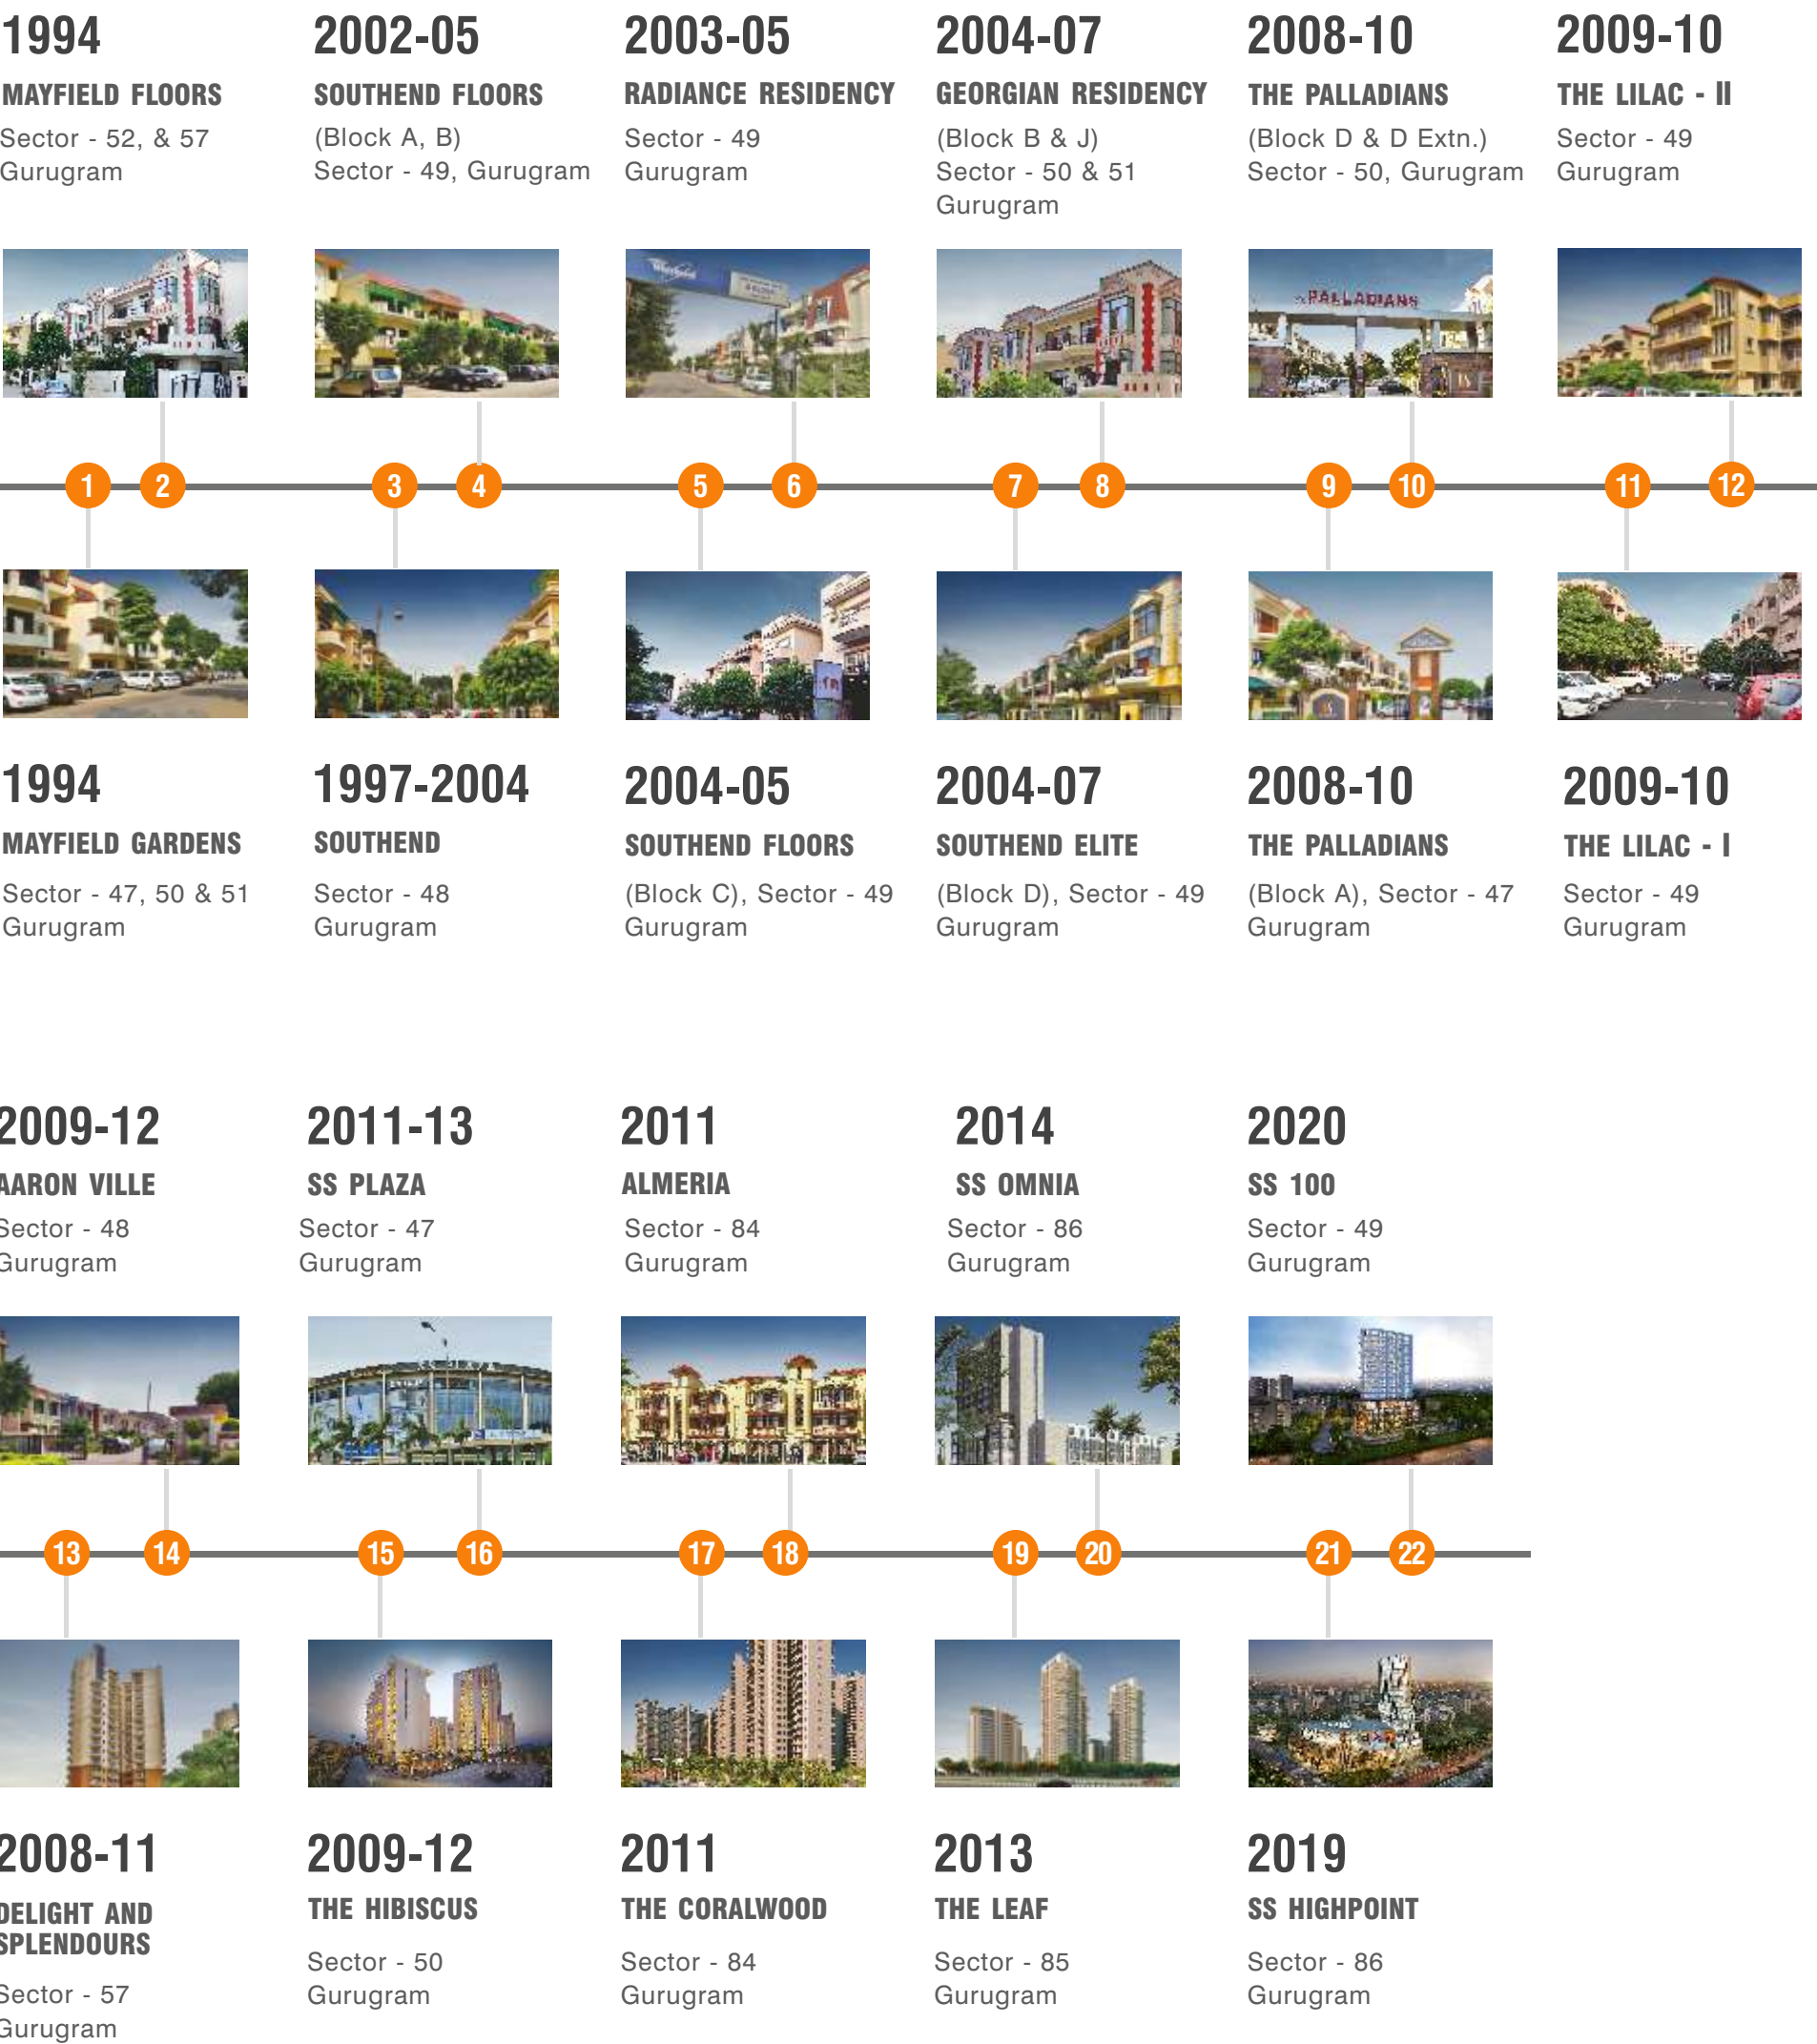 1994
MAYFIELD FLOORS
Sector - 52, & 57
Gurugram
2002-05
SOUTHEND FLOORS
(Block A, B)
Sector - 49, Gurugram
2003-05
RADIANCE RESIDENCY
Sector - 49
Gurugram
2004-07
GEORGIAN RESIDENCY
(Block B & J)
Sector - 50 & 51
Gurugram
2008-10
THE PALLADIANS
(Block D & D Extn.)
Sector - 50, Gurugram
2009-10
THE LILAC - II
Sector - 49
Gurugram
PALLADIANS
1
2
3
4
5
6
7
8
9
10
11
12
1994
MAYFIELD GARDENS
Sector - 47, 50 & 51
Gurugram
1997-2004
SOUTHEND
Sector - 48
Gurugram
2004-05
SOUTHEND FLOORS
(Block C), Sector - 49
Gurugram
2004-07
SOUTHEND ELITE
(Block D), Sector - 49
Gurugram
2008-10
THE PALLADIANS
(Block A), Sector - 47
Gurugram
2009-10
THE LILAC - I
Sector - 49
Gurugram
2009-12
AARON VILLE
Sector - 48
Gurugram
2011-13
SS PLAZA
Sector - 47
Gurugram
2011
ALMERIA
Sector - 84
Gurugram
2014
SS OMNIA
Sector - 86
Gurugram
2020
SS 100
Sector - 49
Gurugram
SS PLAZA
13
14
15
16
17
18
19
20
21
22
2008-11
DELIGHT AND
SPLENDOURS
Sector - 57
Gurugram
2009-12
THE HIBISCUS
Sector - 50
Gurugram
2011
THE CORALWOOD
Sector - 84
Gurugram
2013
THE LEAF
Sector - 85
Gurugram
2019
SS HIGHPOINT
Sector - 86
Gurugram